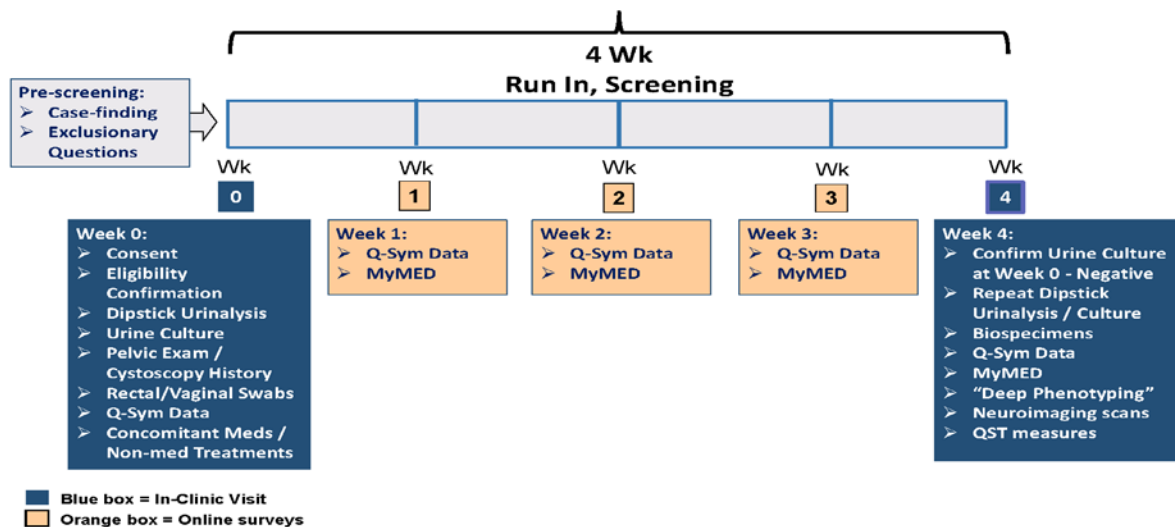 4 Wk
Run In, Screening
Pre-screening:
➤ Case-finding
➤ Exclusionary
Questions
Wk
0
Wk
1
Wk
2
Wk
3
Wk
4
Week 0:
➤ Consent
➤ Eligibility
Confirmation
➤ Dipstick Urinalysis
➤ Urine Culture
➤ Pelvic Exam /
Cystoscopy History
➤ Rectal/Vaginal Swabs
➤ Q-Sym Data
➤ Concomitant Meds /
Non-med Treatments
Week 1:
➤ Q-Sym Data
➤ MyMED
Week 2:
➤ Q-Sym Data
➤ MyMED
Week 3:
➤ Q-Sym Data
➤ MyMED
Week 4:
➤ Confirm Urine Culture
at Week 0 - Negative
➤ Repeat Dipstick
Urinalysis / Culture
➤ Biospecimens
➤ Q-Sym Data
➤ MyMED
➤ “Deep Phenotyping”
➤ Neuroimaging scans
➤ QST measures
Blue box = In-Clinic Visit
Orange box = Online surveys